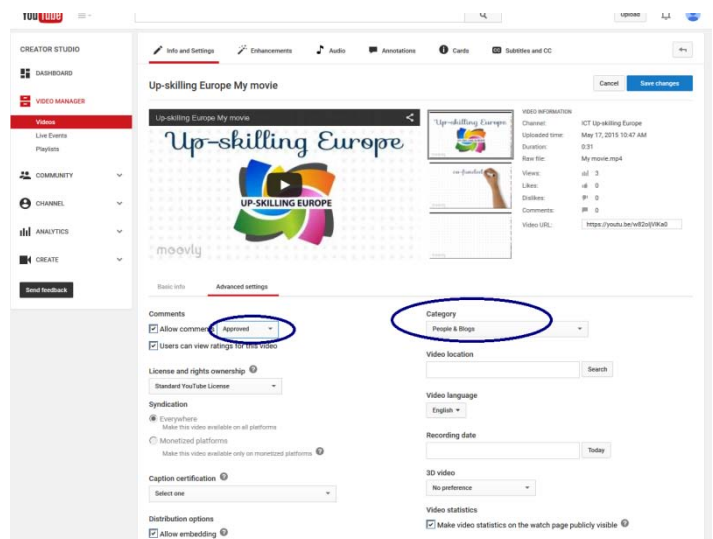 YouTube
Upload
CREATOR STUDIO
DASHBOARD
VIDEO MANAGER
Videos
Live Events
Playlists
COMMUNITY
CHANNEL
ANALYTICS
CREATE
Send feedback
Info and Settings
Enhancements
Audio
Annotations
Cards
CC Subtitles and CC
Up-skilling Europe My movie
Cancel
Save changes
Up-skilling Europe My movie
Up-skilling Europe
UP-SKILLING EUROPE
moovly
Up-skilling Europe
VIDEO INFORMATION
Channel: ICT Up-skilling Europe
Uploaded time: May 17, 2015 10:47 AM
Duration: 0:31
Raw file: My movie.mp4
Views: 3
Likes: 0
Dislikes: 0
Comments: 0
Video URL:
Basic info
Advanced settings
Comments
Allow comments Approved
Users can view ratings for this video
License and rights ownership
Standard YouTube License
Syndication
Everywhere
Make this video available on all platforms
Monetized platforms
Make this video available only on monetized platforms
Caption certification
Select one
Distribution options
Allow embedding
Category
People & Blogs
Video location
Search
Video language
English
Recording date
Today
3D video
No preference
Video statistics
Make video statistics on the watch page publicly visible